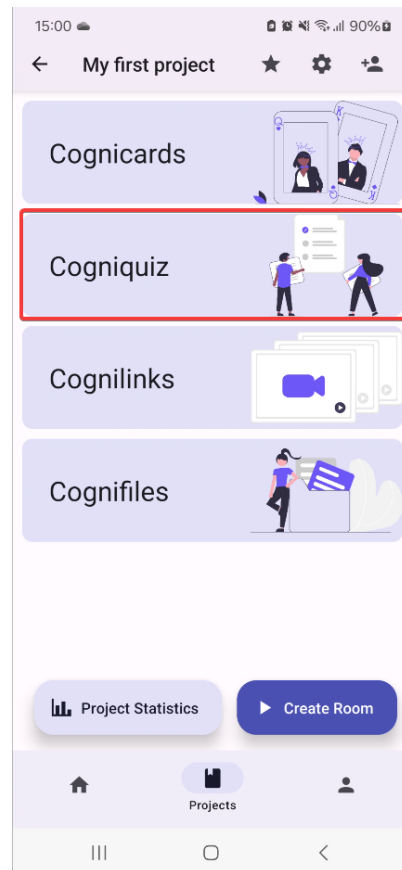 15:00 90%
My first project
Q
K
Cognicards
Q
K
Cogniquiz
Cognilinks
Cognifiles
Project Statistics
Create Room
Projects